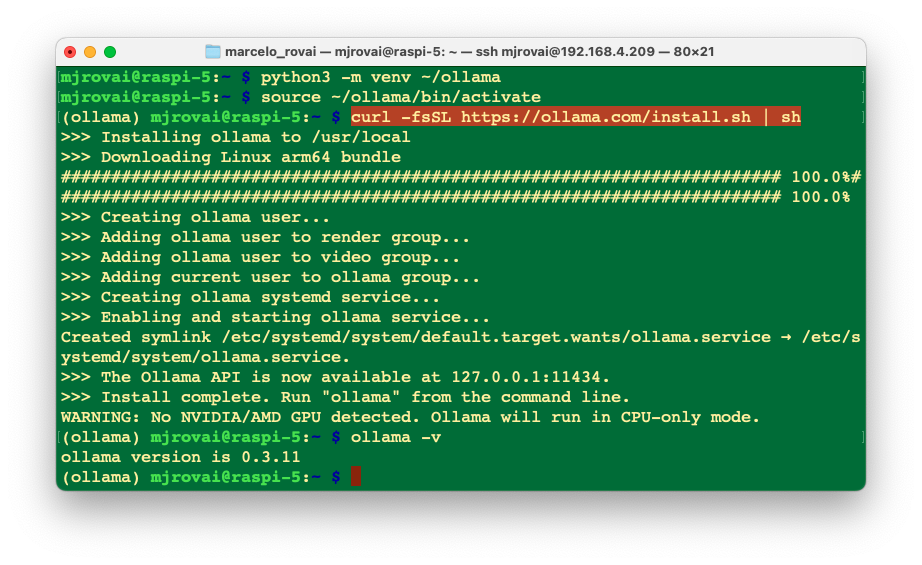 marcelo_rovai — mjrovai@raspi-5: ~ — ssh mjrovai@192.168.4.209 — 80×21
[mjrovai@raspi-5:~ $ python3 -m venv ~/ollama ]
[mjrovai@raspi-5:~ $ source ~/ollama/bin/activate ]
[(ollama) mjrovai@raspi-5:~ $ curl -fsSL https://ollama.com/install.sh | sh ]
>>> Installing ollama to /usr/local
>>> Downloading Linux arm64 bundle
######################################################################## 100.0%#
######################################################################## 100.0%
>>> Creating ollama user...
>>> Adding ollama user to render group...
>>> Adding ollama user to video group...
>>> Adding current user to ollama group...
>>> Creating ollama systemd service...
>>> Enabling and starting ollama service...
Created symlink /etc/systemd/system/default.target.wants/ollama.service → /etc/s
ystemd/system/ollama.service.
>>> The Ollama API is now available at 127.0.0.1:11434.
>>> Install complete. Run "ollama" from the command line.
WARNING: No NVIDIA/AMD GPU detected. Ollama will run in CPU-only mode.
[(ollama) mjrovai@raspi-5:~ $ ollama -v ]
ollama version is 0.3.11
(ollama) mjrovai@raspi-5:~ $